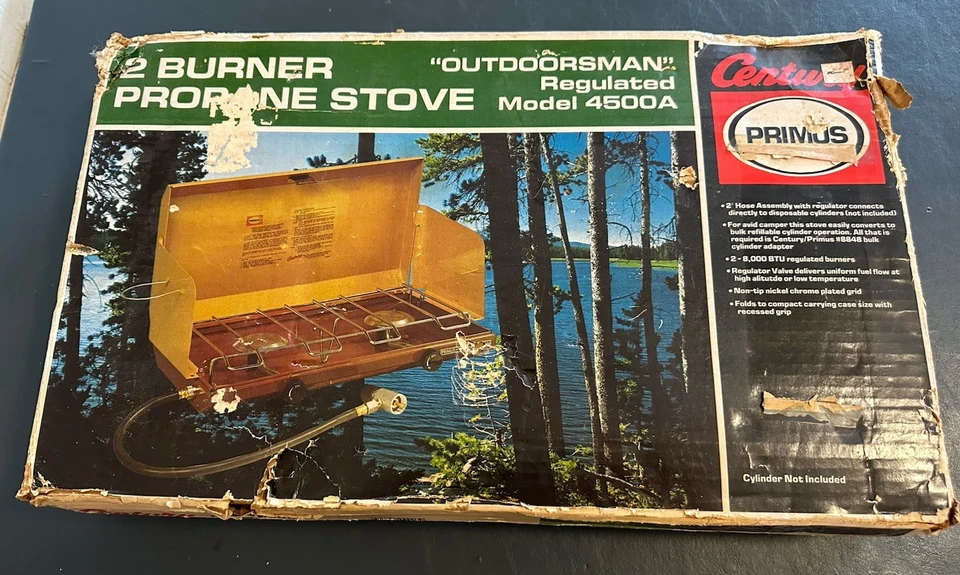 2 BURNER
PROPANE STOVE
"OUTDOORSMAN"
Regulated
Model 4500A
Century
PRIMUS
• 2' Hose Assembly with regulator connects
directly to disposable cylinders (not included)
• For avid camper this stove easily converts to
bulk refillable cylinder operation. All that is
required is Century/Primus #8848 bulk
cylinder adapter
• 2 - 8,000 BTU regulated burners
• Regulator Valve delivers uniform fuel flow at
high alitutde or low temperature
• Non-tip nickel chrome plated grid
• Folds to compact carrying case size with
recessed grip
Cylinder Not Included